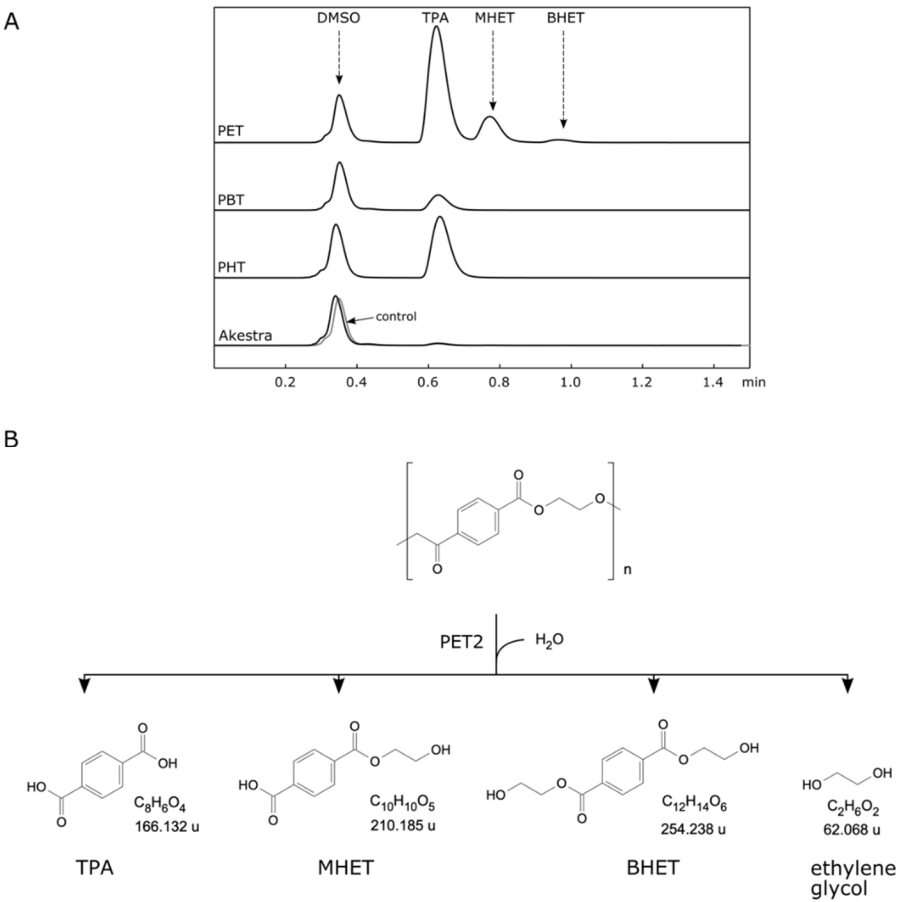 A
DMSO TPA MHET BHET
PET
PBT
PHT
control
Akestra
0.2 0.4 0.6 0.8 1.0 1.2 1.4 min
B
O
O
O
O
n
PET2 H₂O
O
OH
HO
O
C₈H₆O₄
166.132 u
TPA
O
OH
O
HO
O
C₁₀H₁₀O₅
210.185 u
MHET
O
OH
O
O
HO
O
C₁₂H₁₄O₆
254.238 u
BHET
OH
HO
C₂H₆O₂
62.068 u
ethylene
glycol